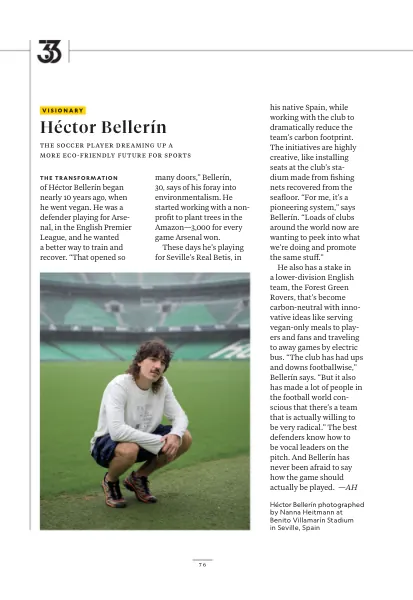 33
VISIONARY
Héctor Bellerín
THE SOCCER PLAYER DREAMING UP A
MORE ECO-FRIENDLY FUTURE FOR SPORTS
THE TRANSFORMATION
of Héctor Bellerín began
nearly 10 years ago, when
he went vegan. He was a
defender playing for Arse-
nal, in the English Premier
League, and he wanted
a better way to train and
recover. “That opened so
many doors,” Bellerín,
30, says of his foray into
environmentalism. He
started working with a non-
profit to plant trees in the
Amazon—3,000 for every
game Arsenal won.
These days he’s playing
for Seville’s Real Betis, in
his native Spain, while
working with the club to
dramatically reduce the
team’s carbon footprint.
The initiatives are highly
creative, like installing
seats at the club’s sta-
dium made from fishing
nets recovered from the
seafloor. “For me, it’s a
pioneering system,” says
Bellerín. “Loads of clubs
around the world now are
wanting to peek into what
we’re doing and promote
the same stuff.”
He also has a stake in
a lower-division English
team, the Forest Green
Rovers, that’s become
carbon-neutral with inno-
vative ideas like serving
vegan-only meals to play-
ers and fans and traveling
to away games by electric
bus. “The club has had ups
and downs footballwise,”
Bellerín says. “But it also
has made a lot of people in
the football world con-
scious that there’s a team
that is actually willing to
be very radical.” The best
defenders know how to
be vocal leaders on the
pitch. And Bellerín has
never been afraid to say
how the game should
actually be played. —AH
Héctor Bellerín photographed
by Nanna Heitmann at
Benito Villamarín Stadium
in Seville, Spain
76